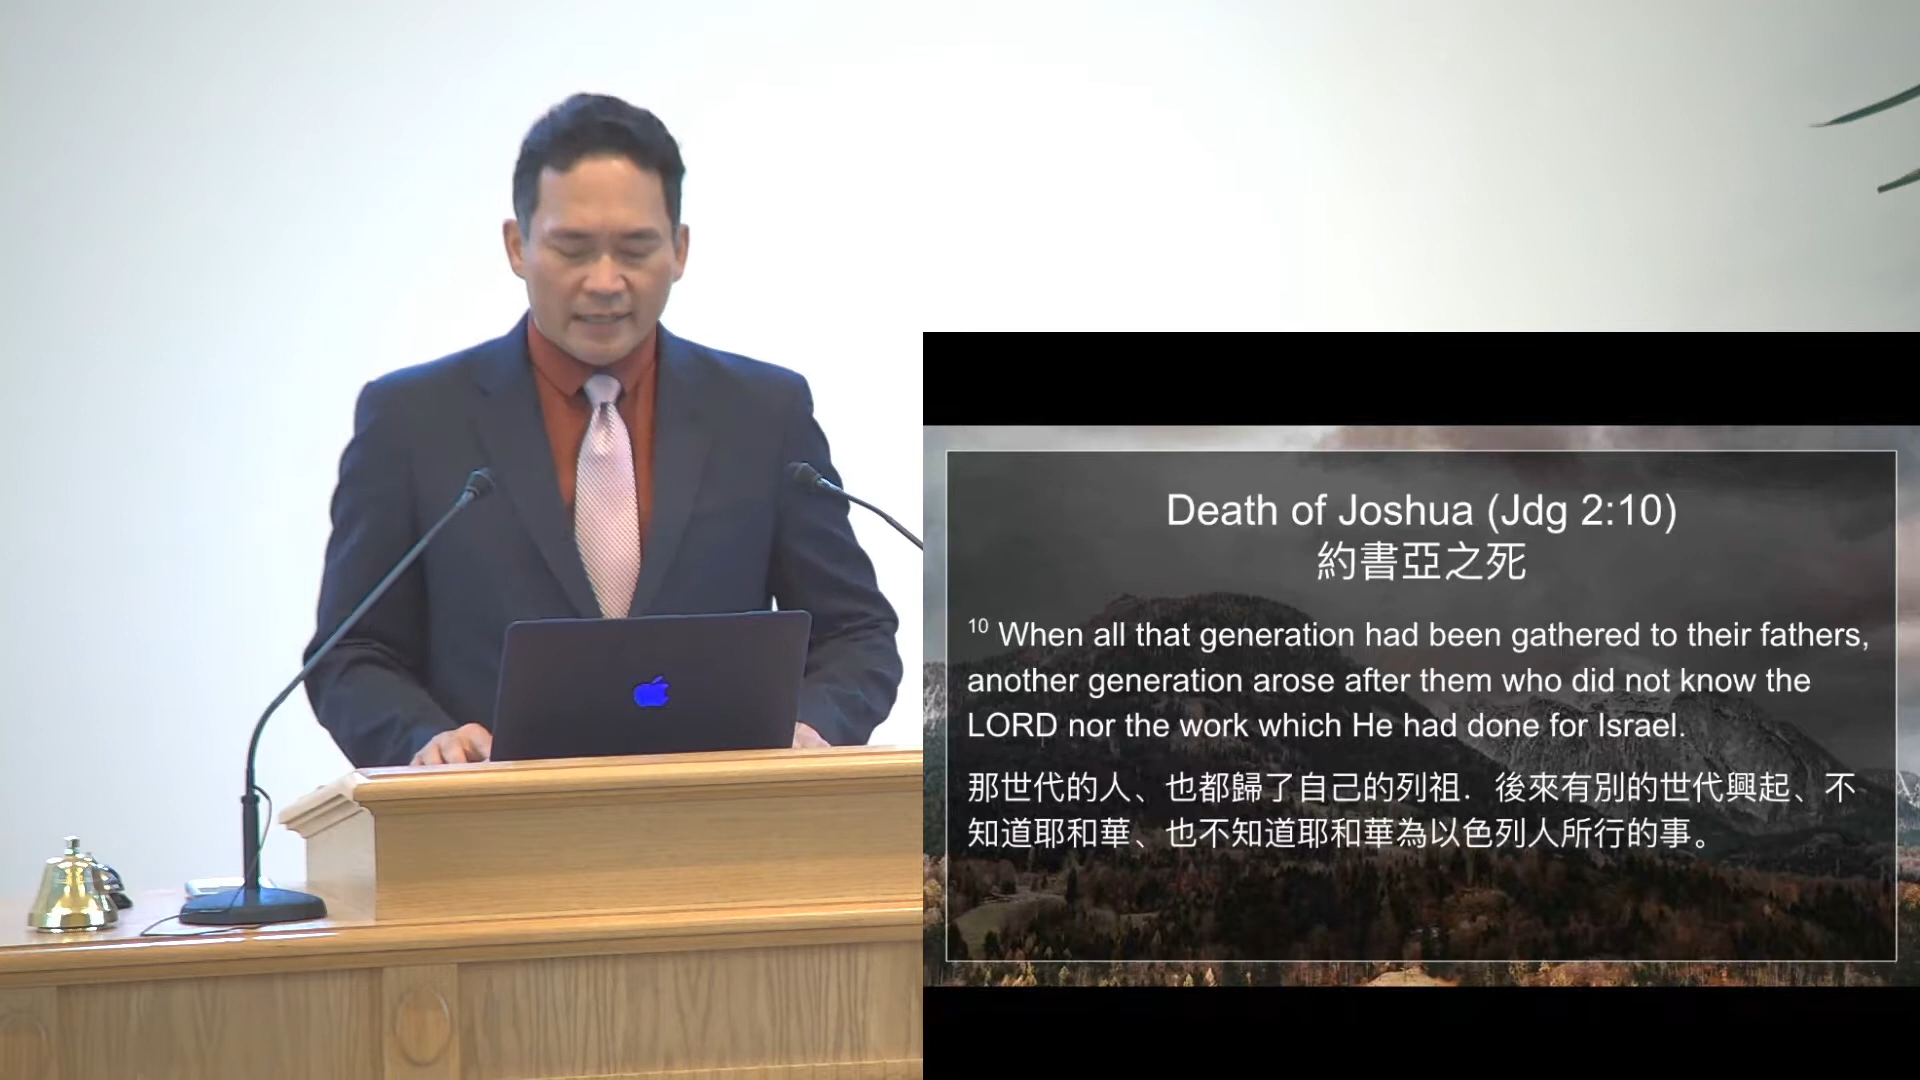 Death of Joshua (Jdg 2:10)
約書亞之死
10 When all that generation had been gathered to their fathers,
another generation arose after them who did not know the
LORD nor the work which He had done for Israel.
那世代的人、也都歸了自己的列祖．後來有別的世代興起、不
知道耶和華、也不知道耶和華為以色列人所行的事。